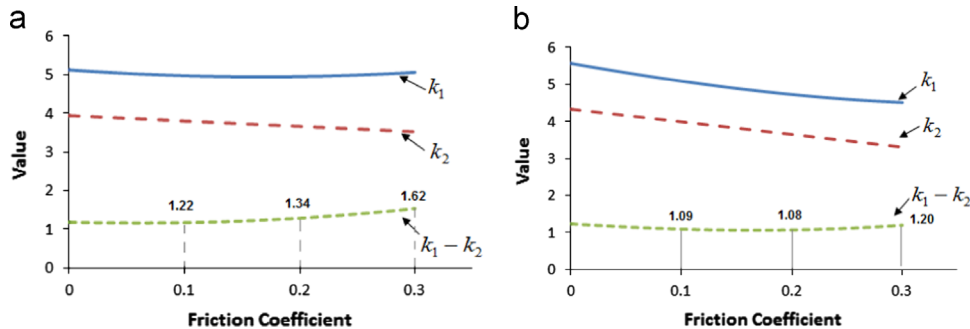 a
6
5
4
3
2
1
0
Value
k1
k2
k1 − k2
1.22
1.34
1.62
0
0.1
0.2
0.3
Friction Coefficient
b
6
5
4
3
2
1
0
Value
k1
k2
k1 − k2
1.09
1.08
1.20
0
0.1
0.2
0.3
Friction Coefficient